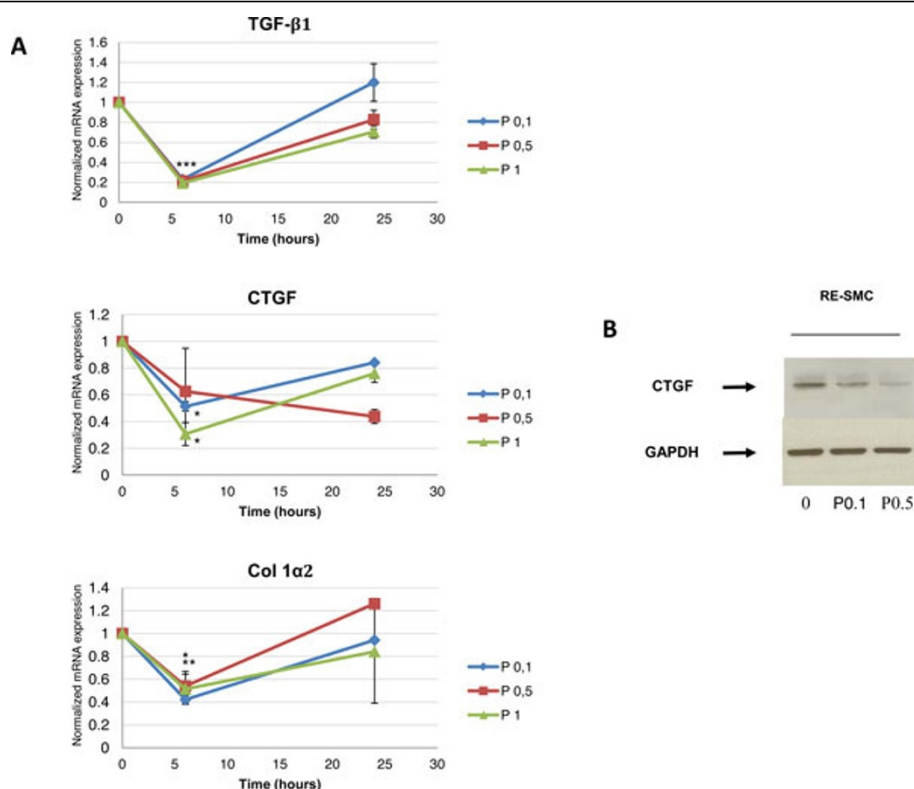 A
TGF-β1
Normalized mRNA expression
1.6
1.4
1.2
1
0.8
0.6
0.4
0.2
0
0 5 10 15 20 25 30
Time (hours)
***
P 0,1
P 0,5
P 1
CTGF
Normalized mRNA expression
1.2
1
0.8
0.6
0.4
0.2
0
0 5 10 15 20 25 30
Time (hours)
*
*
P 0,1
P 0,5
P 1
B
RE-SMC
CTGF
GAPDH
0 P0.1 P0.5
Col 1α2
Normalized mRNA expression
1.4
1.2
1
0.8
0.6
0.4
0.2
0
0 5 10 15 20 25 30
Time (hours)
*
**
P 0,1
P 0,5
P 1